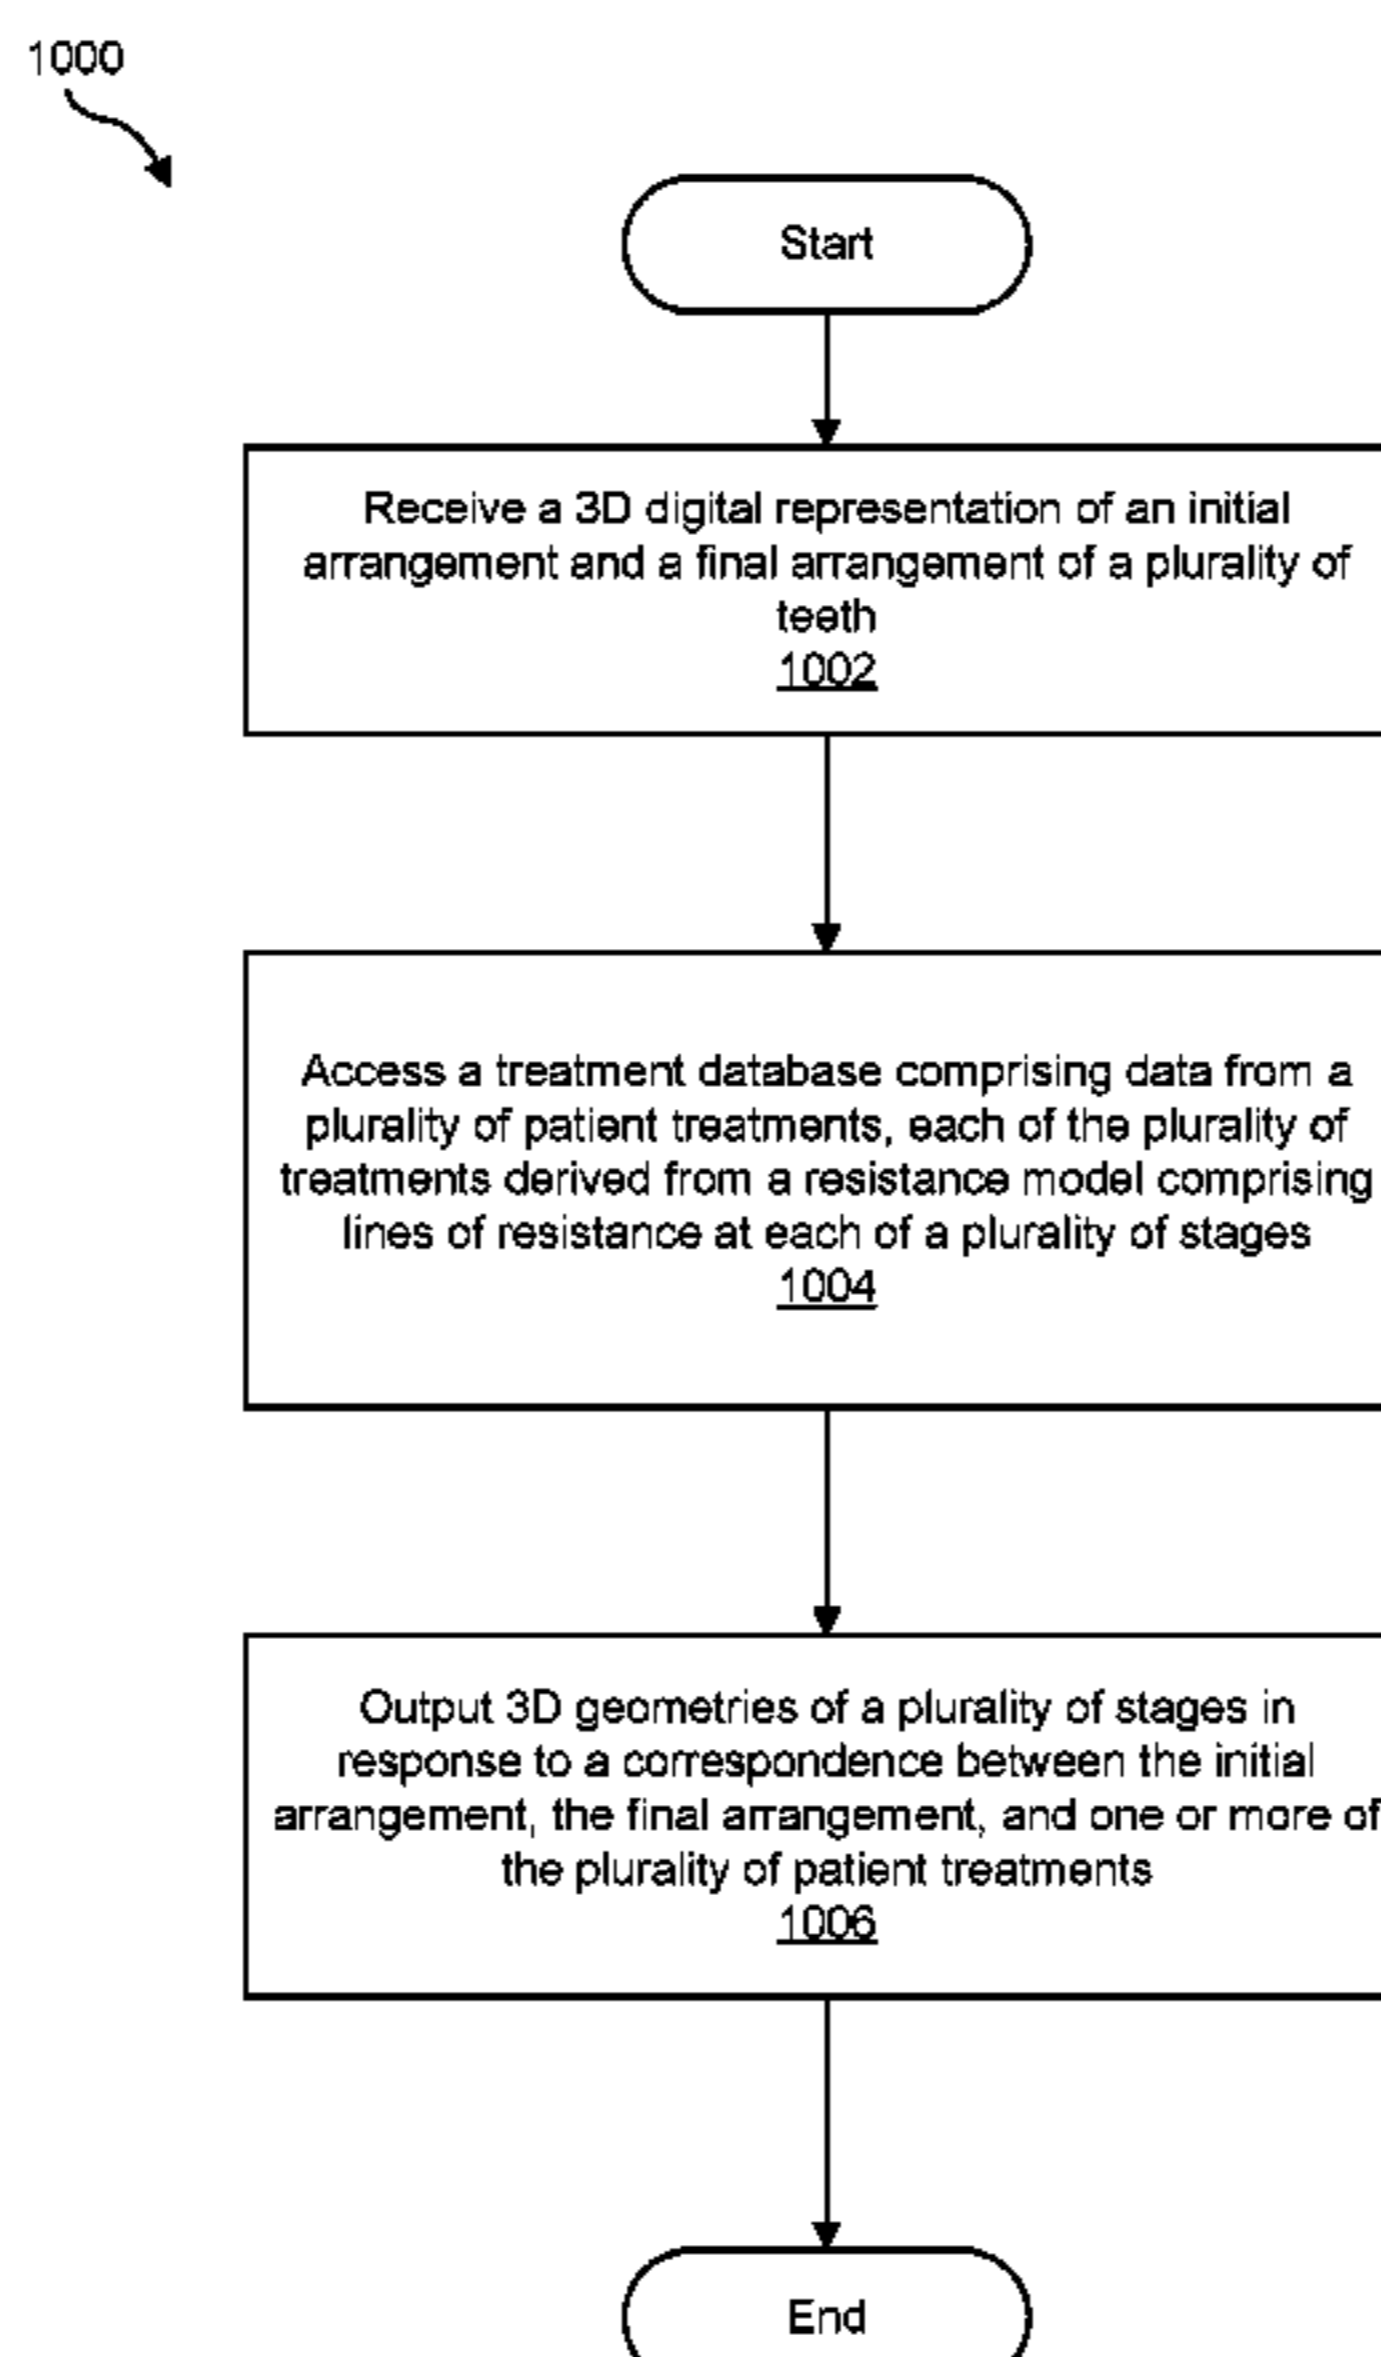 1000
Start
Receive a 3D digital representation of an initial
arrangement and a final arrangement of a plurality of
teeth
1002
Access a treatment database comprising data from a
plurality of patient treatments, each of the plurality of
treatments derived from a resistance model comprising
lines of resistance at each of a plurality of stages
1004
Output 3D geometries of a plurality of stages in
response to a correspondence between the initial
arrangement, the final arrangement, and one or more of
the plurality of patient treatments
1006
End